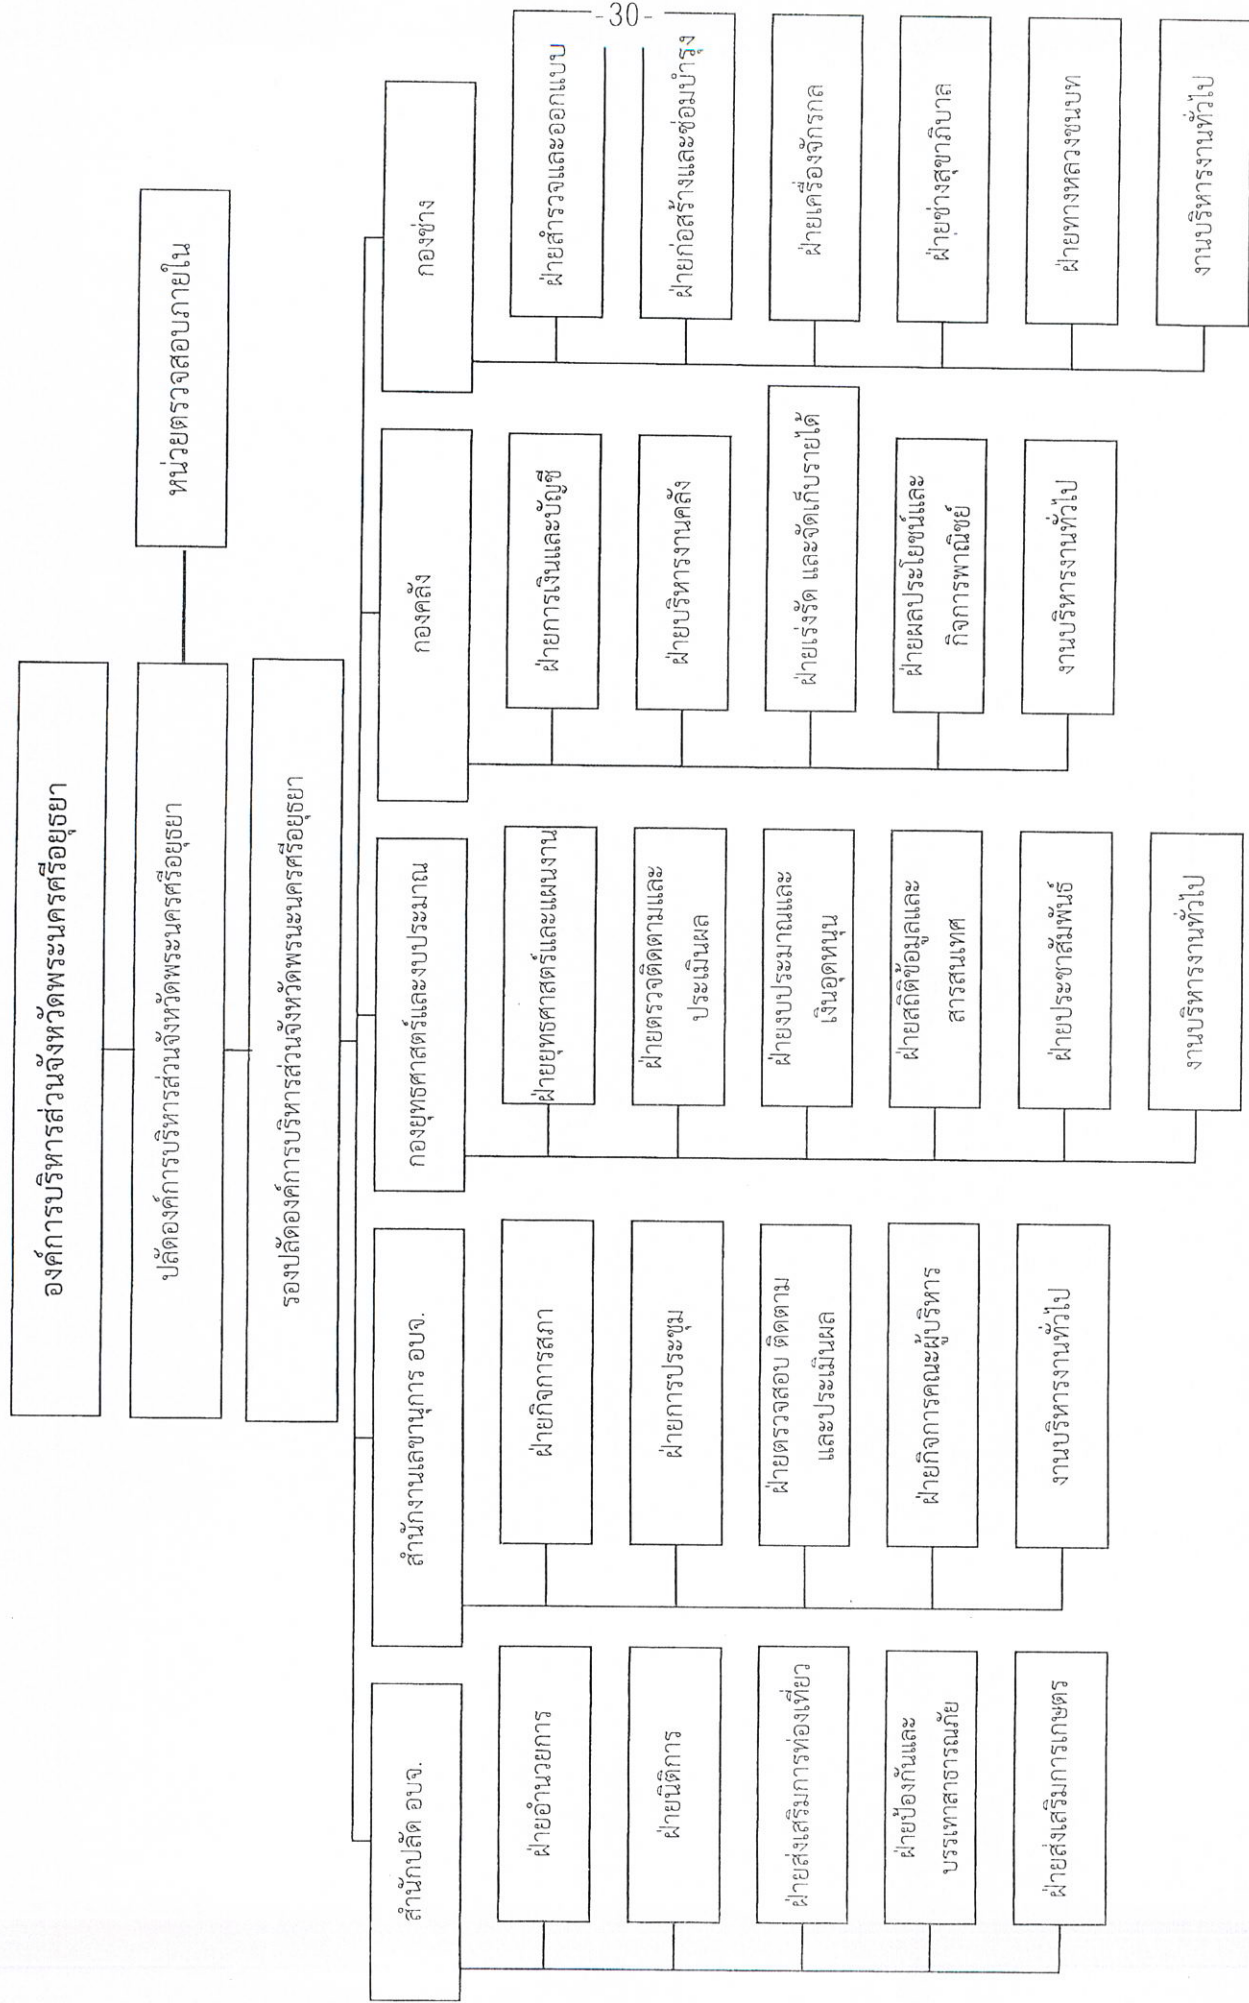 -30-
องค์การบริหารส่วนจังหวัดพระนครศรีอยุธยา
ปลัดองค์การบริหารส่วนจังหวัดพระนครศรีอยุธยา
หน่วยตรวจสอบภายใน
รองปลัดองค์การบริหารส่วนจังหวัดพรนะนครศรีอยุธยา
สำนักปลัด อบจ.
ฝ่ายอำนวยการ
ฝ่ายนิติการ
ฝ่ายส่งเสริมการท่องเที่ยว
ฝ่ายป้องกันและ
บรรเทาสาธารณภัย
ฝ่ายส่งเสริมการเกษตร
สำนักงานเลขานุการ อบจ.
ฝ่ายกิจการสภา
ฝ่ายการประชุม
ฝ่ายตรวจสอบ ติดตาม
และประเมินผล
ฝ่ายกิจการคณะผู้บริหาร
งานบริหารงานทั่วไป
กองยุทธศาสตร์และงบประมาณ
ฝ่ายยุทธศาสตร์และแผนงาน
ฝ่ายตรวจติดตามและ
ประเมินผล
ฝ่ายงบประมาณและ
เงินอุดหนุน
ฝ่ายสถิติข้อมูลและ
สารสนเทศ
ฝ่ายประชาสัมพันธ์
งานบริหารงานทั่วไป
กองคลัง
ฝ่ายการเงินและบัญชี
ฝ่ายบริหารงานคลัง
ฝ่ายเร่งรัด และจัดเก็บรายได้
ฝ่ายผลประโยชน์และ
กิจการพาณิชย์
งานบริหารงานทั่วไป
กองช่าง
ฝ่ายสำรวจและออกแบบ
ฝ่ายก่อสร้างและซ่อมบำรุง
ฝ่ายเครื่องจักรกล
ฝ่ายช่างสุขาภิบาล
ฝ่ายทางหลวงชนบท
งานบริหารงานทั่วไป